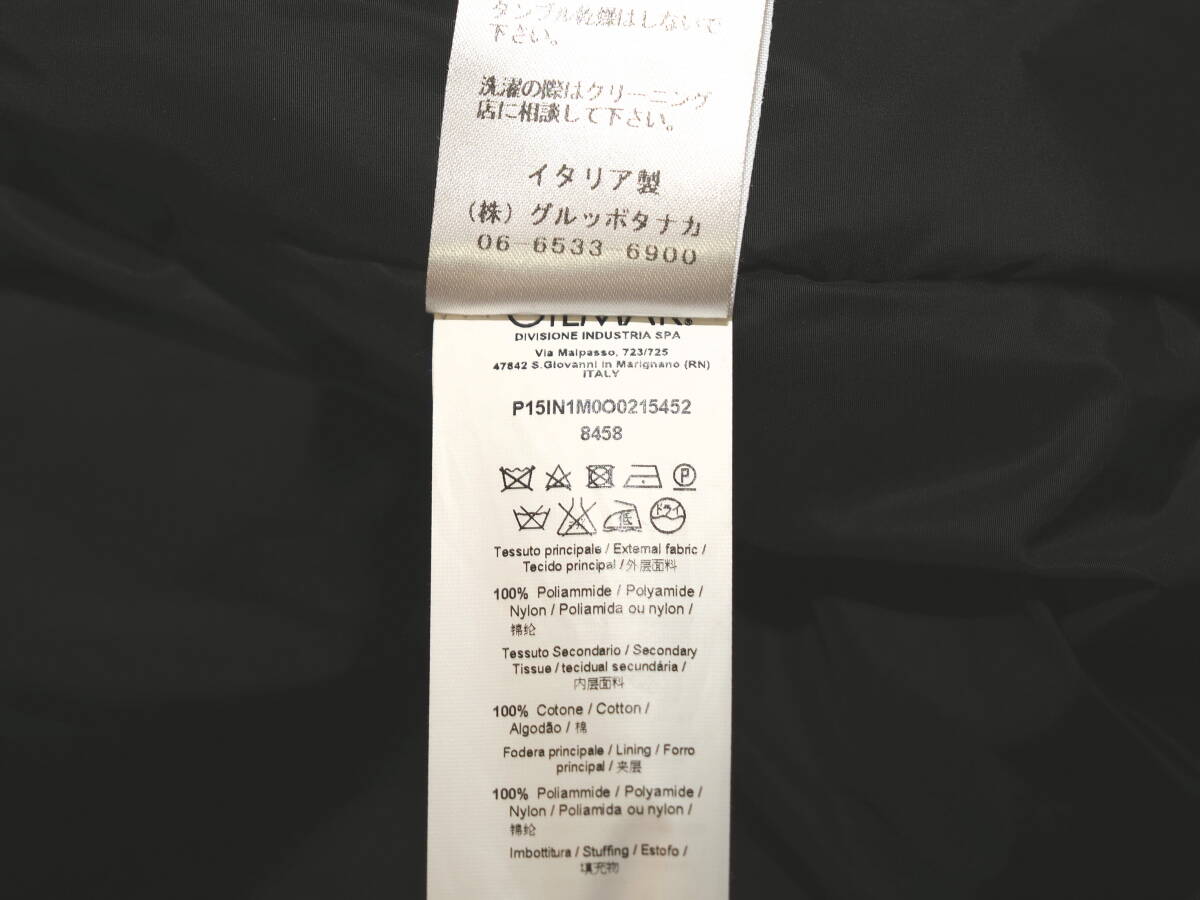 タンブル乾燥はしないで
下さい。
洗濯の際はクリーニング
店に相談して下さい。
イタリア製
(株) グルッポタナカ
06-6533-6900
DIVISIONE INDUSTRIA SPA
Via Malpasso, 723/725
47842 S.Giovanni in Marignano (RN)
ITALY
P15IN1M0O0215452
8458
P
低 ドライ
Tessuto principale / External fabric /
Tecido principal / 外层面料
100% Poliammide / Polyamide /
Nylon / Poliamida ou nylon /
锦纶
Tessuto Secondario / Secondary
Tissue / tecidual secundária /
内层面料
100% Cotone / Cotton /
Algodão / 棉
Fodera principale / Lining / Forro
principal / 夹层
100% Poliammide / Polyamide /
Nylon / Poliamida ou nylon /
锦纶
Imbottitura / Stuffing / Estofo /
填充物